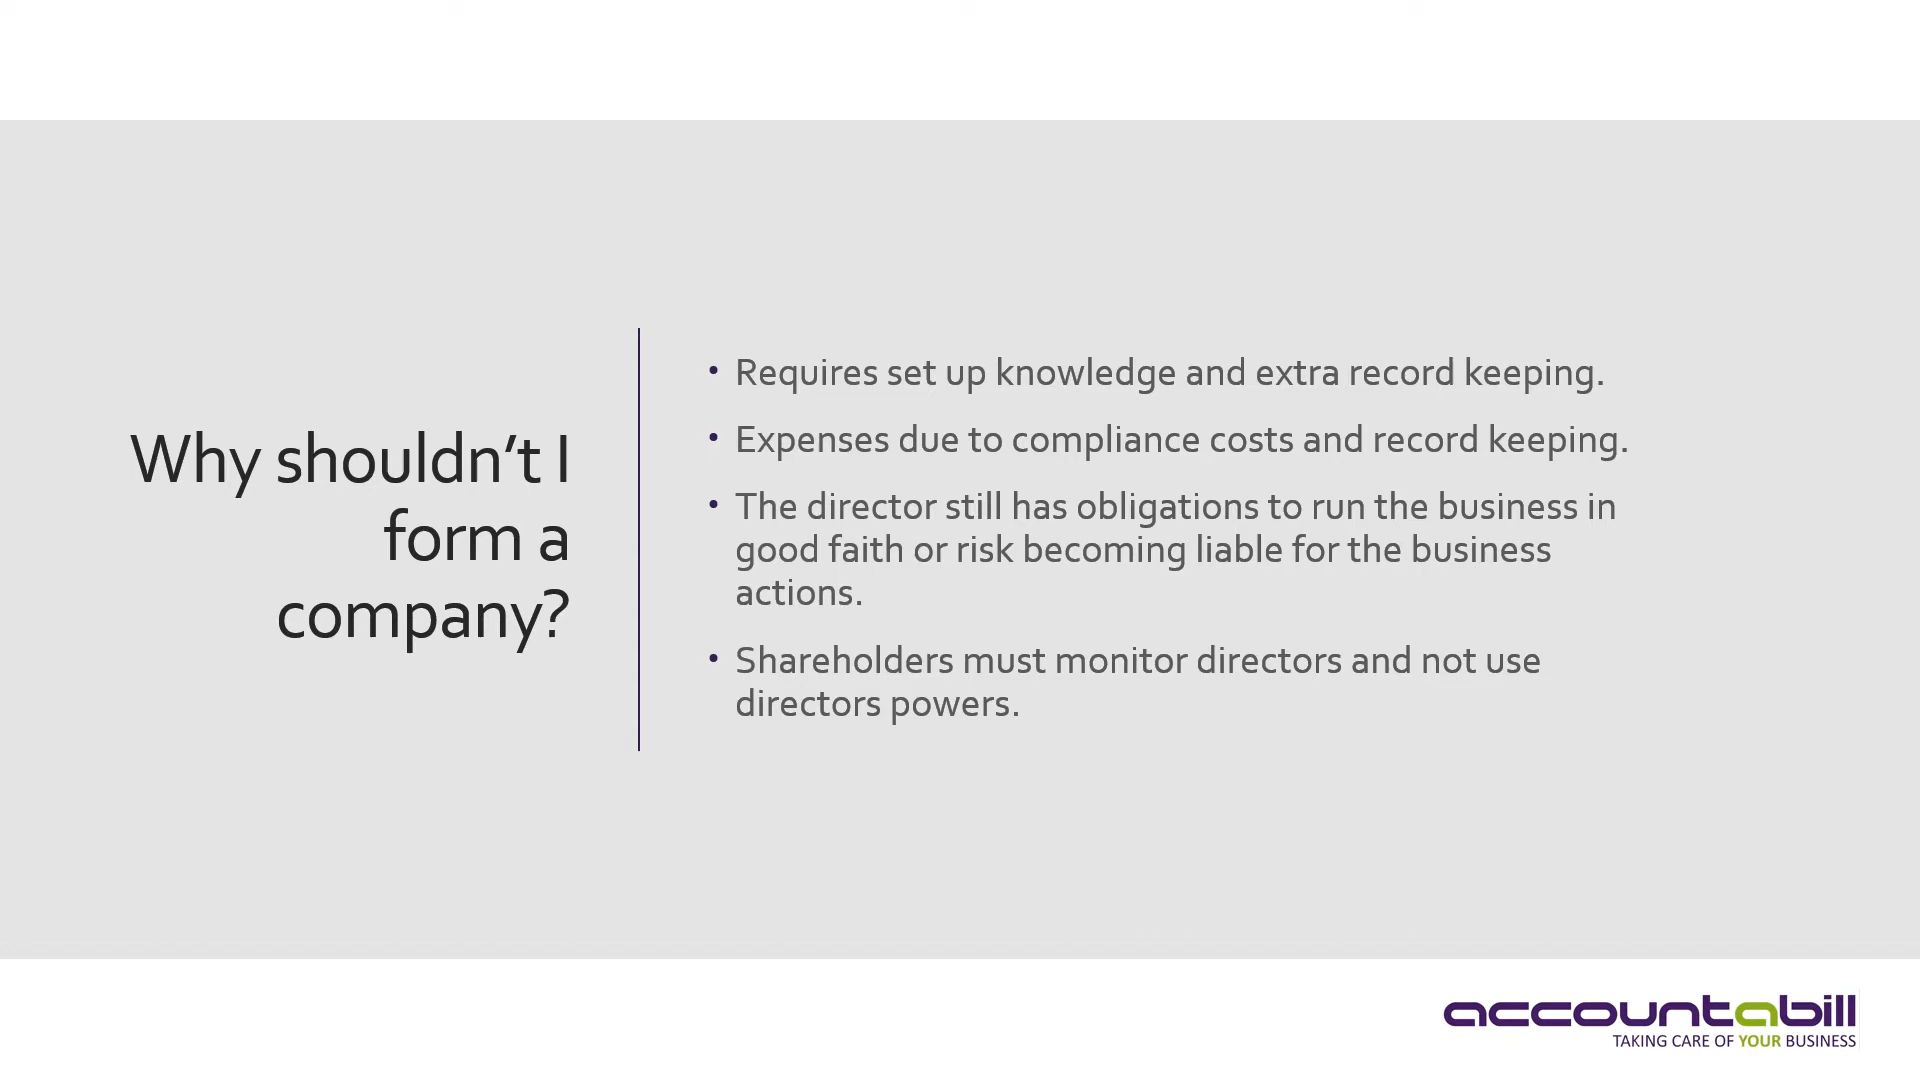 Why shouldn’t I
form a
company?
• Requires set up knowledge and extra record keeping.
• Expenses due to compliance costs and record keeping.
• The director still has obligations to run the business in
good faith or risk becoming liable for the business
actions.
• Shareholders must monitor directors and not use
directors powers.
accountabill
TAKING CARE OF YOUR BUSINESS